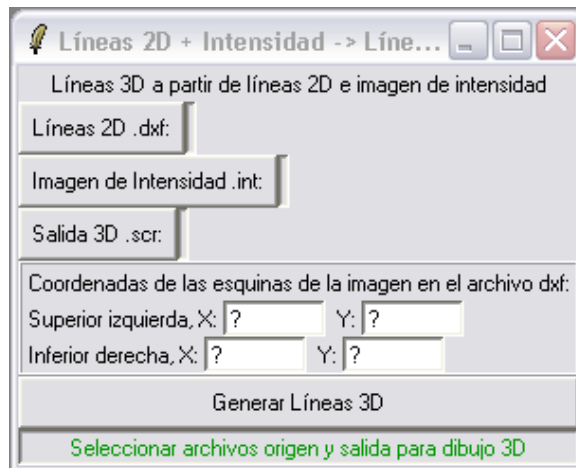 Líneas 2D + Intensidad -> Líne...
Líneas 3D a partir de líneas 2D e imagen de intensidad
Líneas 2D .dxf:
Imagen de Intensidad .int:
Salida 3D .scr:
Coordenadas de las esquinas de la imagen en el archivo dxf:
Superior izquierda, X: ? Y: ?
Inferior derecha, X: ? Y: ?
Generar Líneas 3D
Seleccionar archivos origen y salida para dibujo 3D